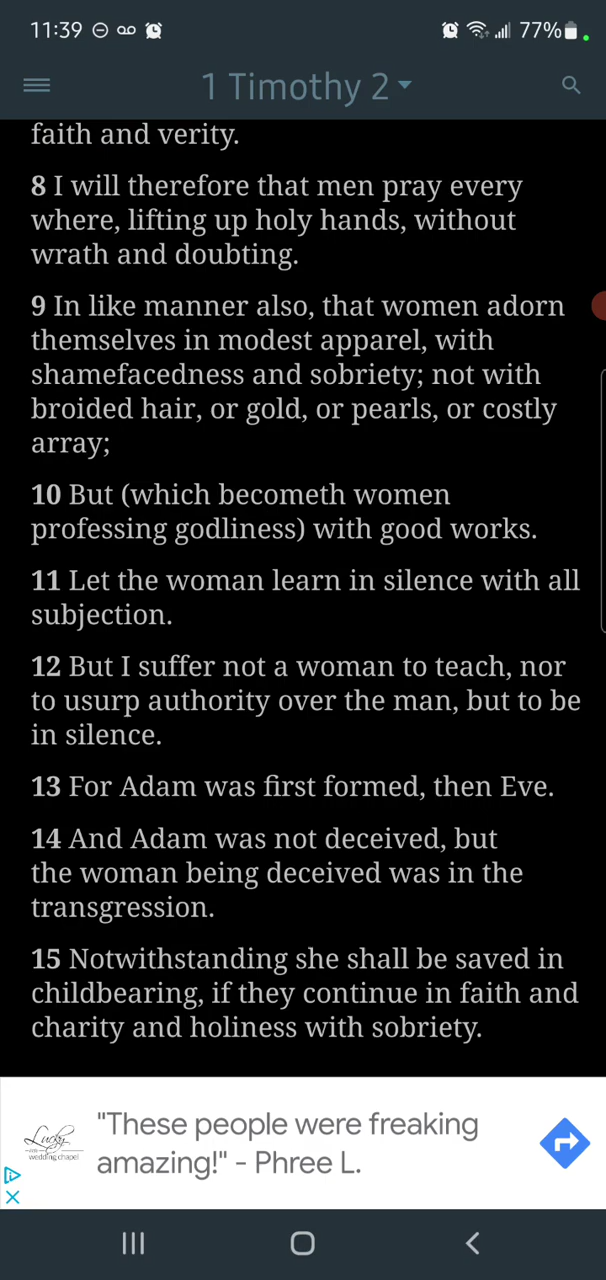 11:39 77%
1 Timothy 2
faith and verity.
8 I will therefore that men pray every
where, lifting up holy hands, without
wrath and doubting.
9 In like manner also, that women adorn
themselves in modest apparel, with
shamefacedness and sobriety; not with
broided hair, or gold, or pearls, or costly
array;
10 But (which becometh women
professing godliness) with good works.
11 Let the woman learn in silence with all
subjection.
12 But I suffer not a woman to teach, nor
to usurp authority over the man, but to be
in silence.
13 For Adam was first formed, then Eve.
14 And Adam was not deceived, but
the woman being deceived was in the
transgression.
15 Notwithstanding she shall be saved in
childbearing, if they continue in faith and
charity and holiness with sobriety.
Lucky
wedding chapel
"These people were freaking
amazing!" - Phree L.